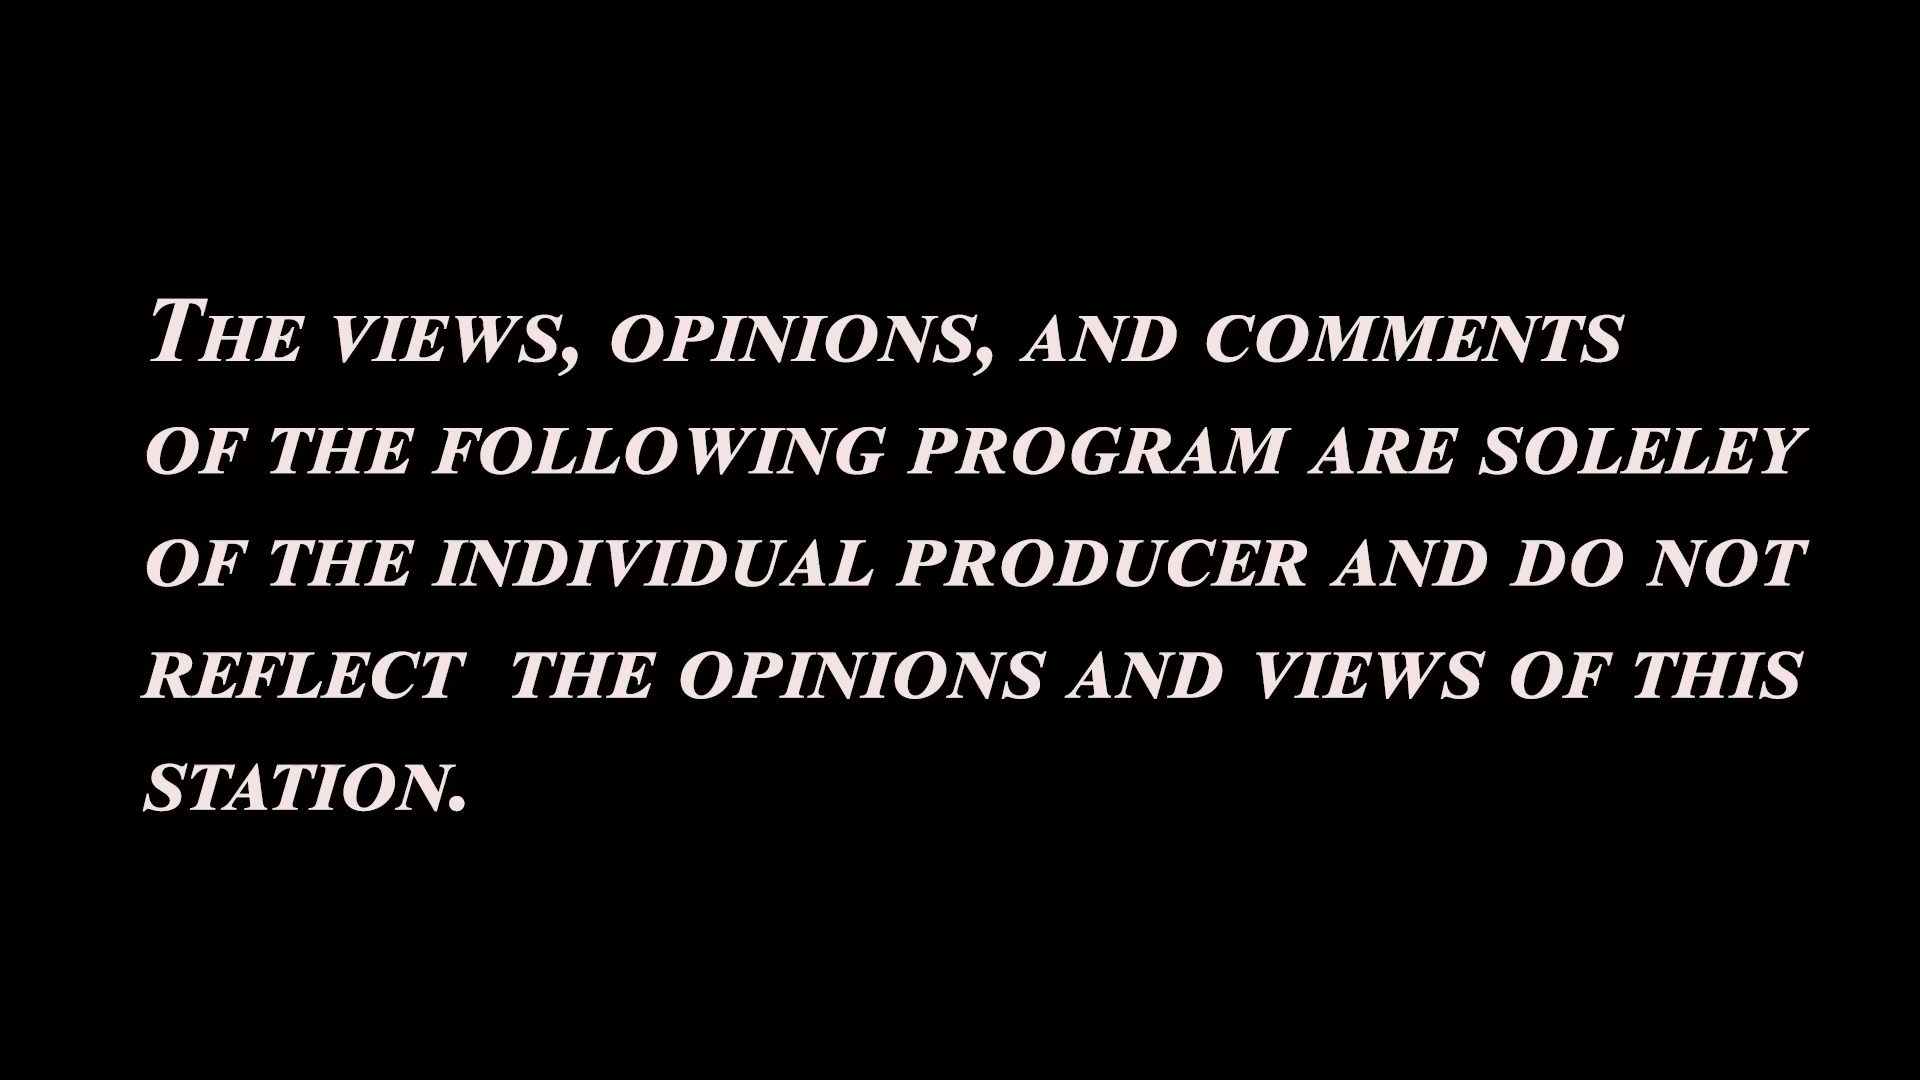 The views, opinions, and comments
of the following program are soleley
of the individual producer and do not
reflect  the opinions and views of this
station.